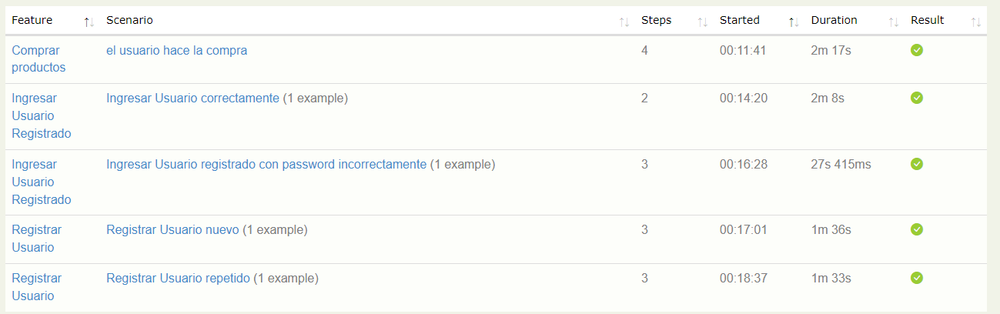 Feature Scenario Steps Started Duration Result
Comprar el usuario hace la compra 4 00:11:41 2m 17s
productos
Ingresar Ingresar Usuario correctamente (1 example) 2 00:14:20 2m 8s
Usuario
Registrado
Ingresar Ingresar Usuario registrado con password incorrectamente (1 example) 3 00:16:28 27s 415ms
Usuario
Registrado
Registrar Registrar Usuario nuevo (1 example) 3 00:17:01 1m 36s
Usuario
Registrar Registrar Usuario repetido (1 example) 3 00:18:37 1m 33s
Usuario